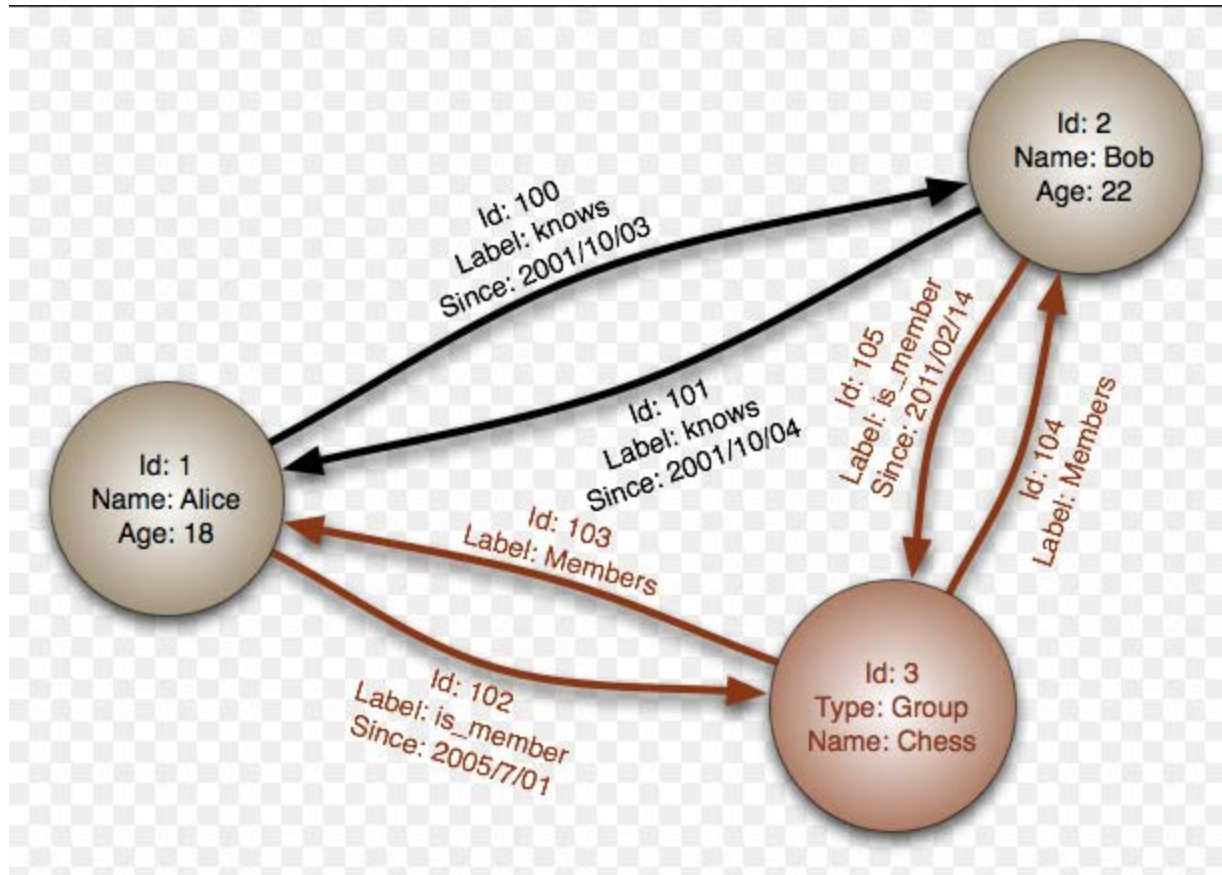 Id: 2
Name: Bob
Age: 22
Id: 100
Label: knows
Since: 2001/10/03
Id: 105
Label: is_member
Since: 2011/02/14
Id: 101
Label: knows
Since: 2001/10/04
Id: 104
Label: Members
Id: 1
Name: Alice
Age: 18
Id: 103
Label: Members
Id: 102
Label: is_member
Since: 2005/7/01
Id: 3
Type: Group
Name: Chess